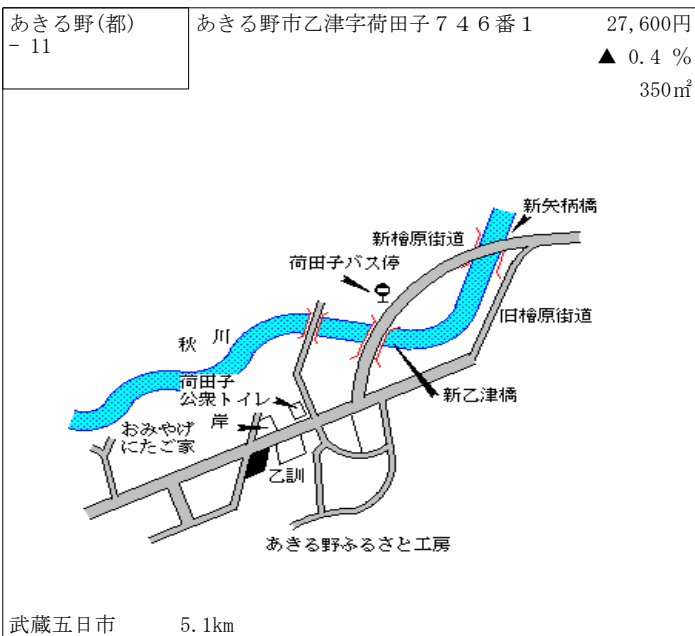 あきる野(都)
- 11
あきる野市乙津字荷田子７４６番１
27,600円
▲ 0.4 %
350㎡
新矢柄橋
新檜原街道
荷田子バス停
旧檜原街道
秋川
新乙津橋
荷田子
公衆トイレ
岸
おみやげ
にたご家
乙訓
あきる野ふるさと工房
武蔵五日市 5.1km